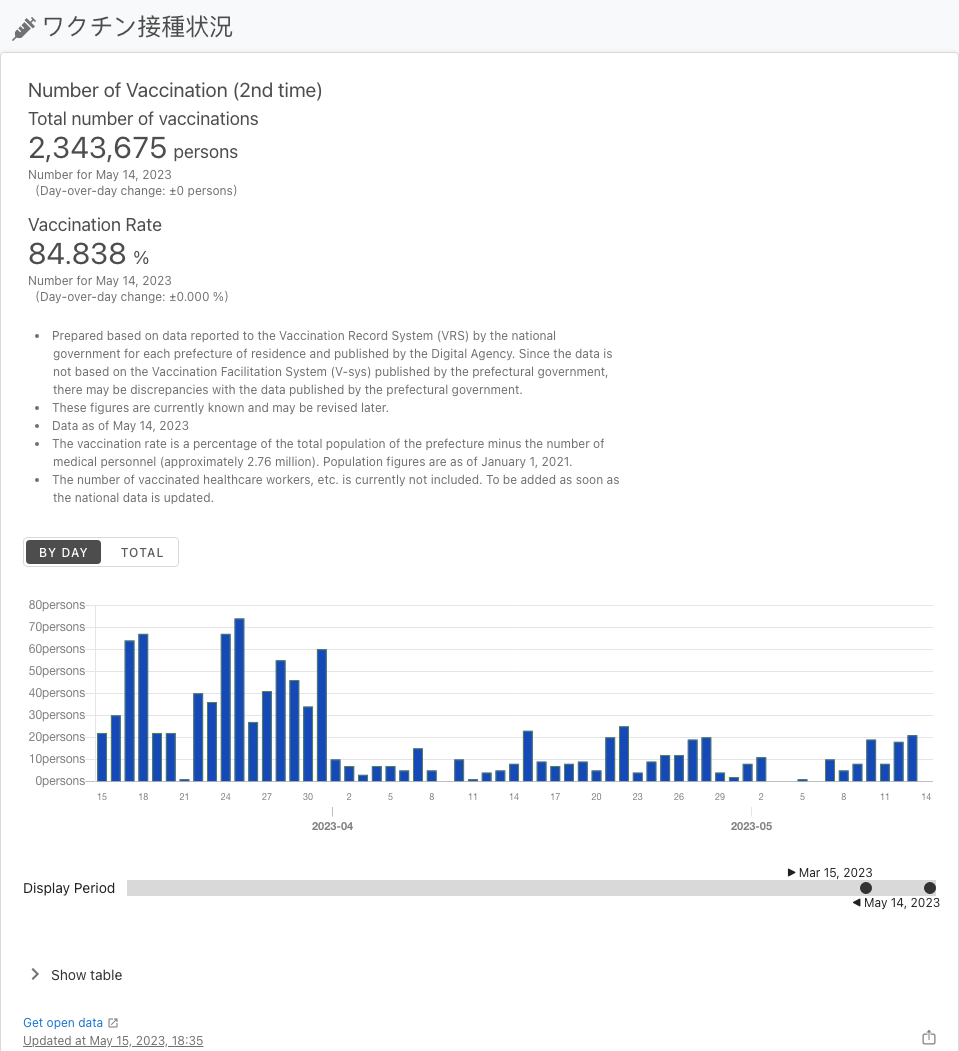 ワクチン接種状況
Number of Vaccination (2nd time)
Total number of vaccinations
2,343,675 persons
Number for May 14, 2023
(Day-over-day change: ±0 persons)
Vaccination Rate
84.838 %
Number for May 14, 2023
(Day-over-day change: ±0.000 %)
• Prepared based on data reported to the Vaccination Record System (VRS) by the national
government for each prefecture of residence and published by the Digital Agency. Since the data is
not based on the Vaccination Facilitation System (V-sys) published by the prefectural government,
there may be discrepancies with the data published by the prefectural government.
• These figures are currently known and may be revised later.
• Data as of May 14, 2023
• The vaccination rate is a percentage of the total population of the prefecture minus the number of
medical personnel (approximately 2.76 million). Population figures are as of January 1, 2021.
• The number of vaccinated healthcare workers, etc. is currently not included. To be added as soon as
the national data is updated.
BY DAY TOTAL
80persons
70persons
60persons
50persons
40persons
30persons
20persons
10persons
0persons
15 18 21 24 27 30 2 5 8 11 14 17 20 23 26 29 2 5 8 11 14
2023-04 2023-05
Mar 15, 2023
Display Period
May 14, 2023
Show table
Get open data
Updated at May 15, 2023, 18:35